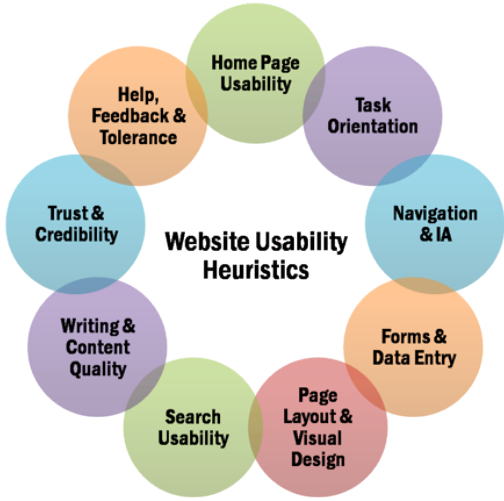 Home Page
Usability
Task
Orientation
Navigation
& IA
Forms &
Data Entry
Page
Layout &
Visual
Design
Search
Usability
Writing &
Content
Quality
Trust &
Credibility
Help,
Feedback &
Tolerance
Website Usability
Heuristics